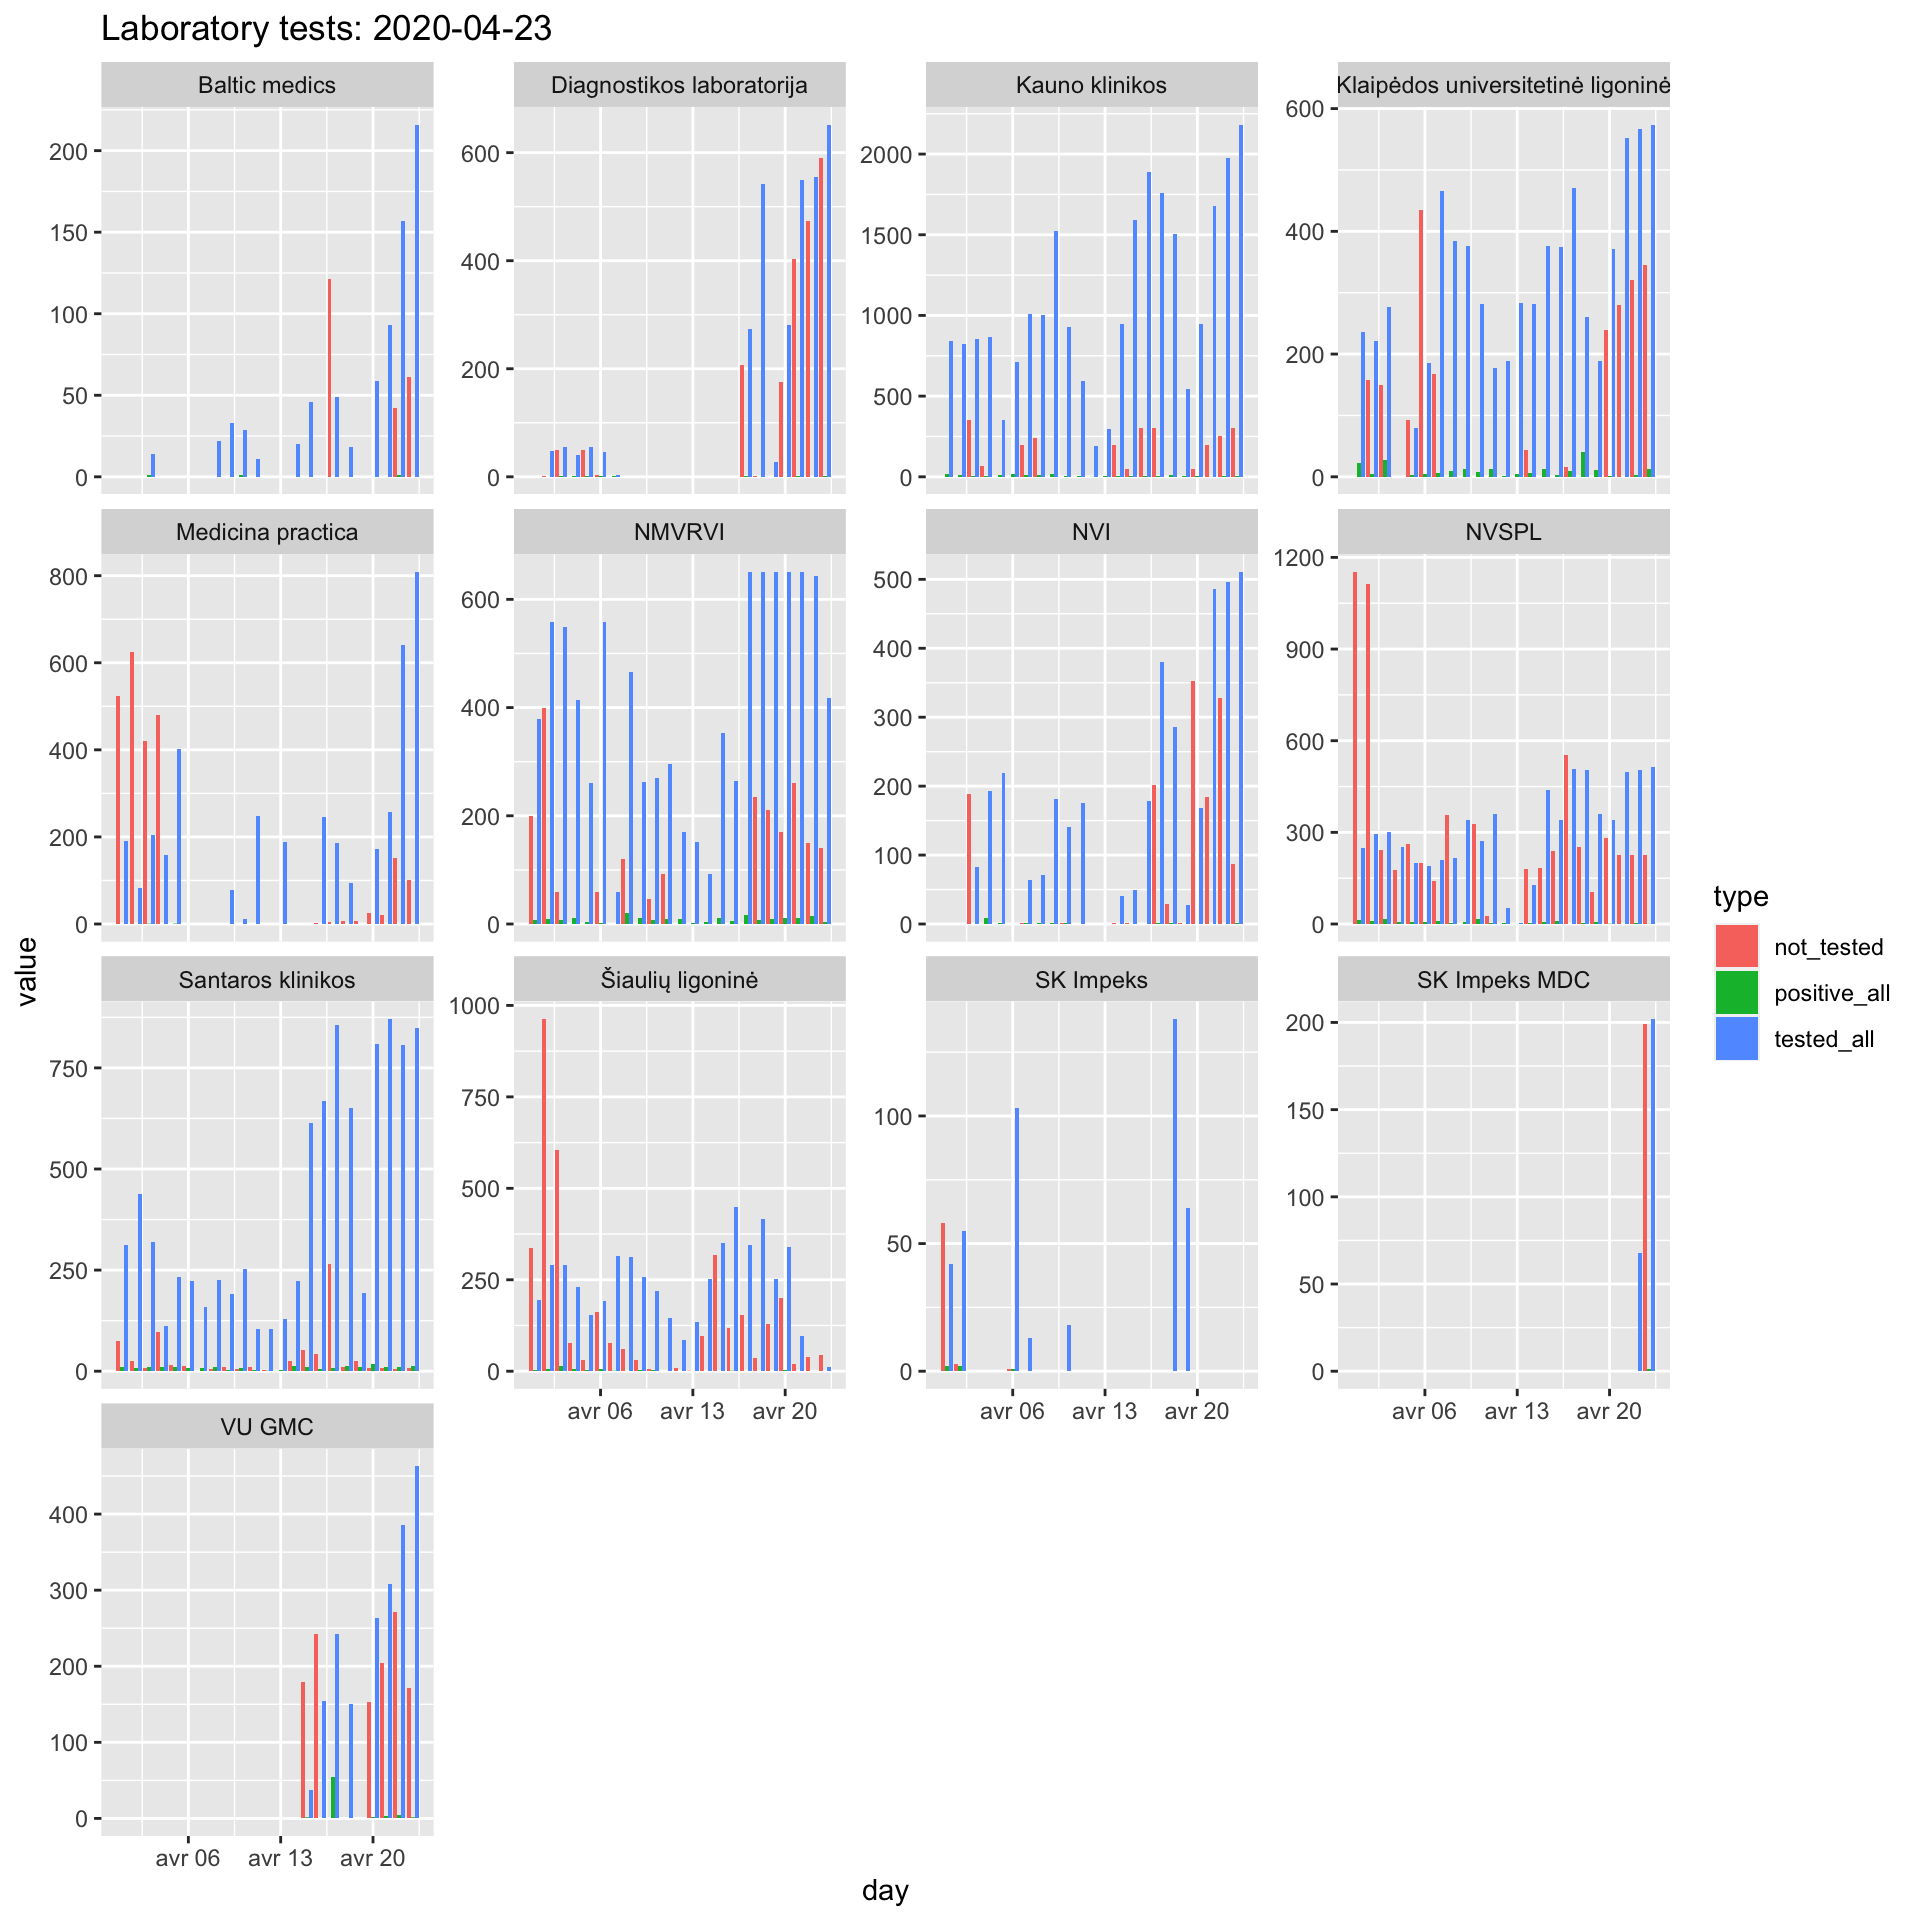 Laboratory tests: 2020-04-23
Baltic medics
Diagnostikos laboratorija
Kauno klinikos
Klaipėdos universitetinė ligoninė
200
150
100
50
0
600
400
200
0
2000
1500
1000
500
0
600
400
200
0
Medicina practica
NMVRVI
NVI
NVSPL
800
600
400
200
0
600
400
200
0
500
400
300
200
100
0
1200
900
600
300
0
Santaros klinikos
Šiaulių ligoninė
SK Impeks
SK Impeks MDC
750
500
250
0
1000
750
500
250
0
100
50
0
200
150
100
50
0
avr 06 avr 13 avr 20
avr 06 avr 13 avr 20
avr 06 avr 13 avr 20
VU GMC
400
300
200
100
0
avr 06 avr 13 avr 20
day
value
type
not_tested
positive_all
tested_all